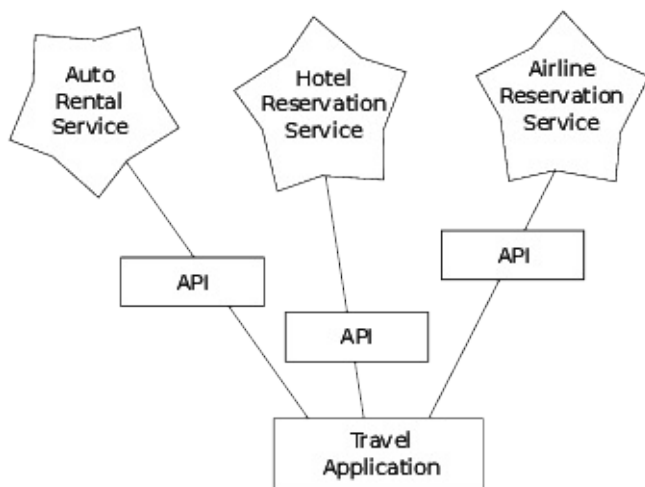 Auto
Rental
Service
Hotel
Reservation
Service
Airline
Reservation
Service
API
API
API
Travel
Application